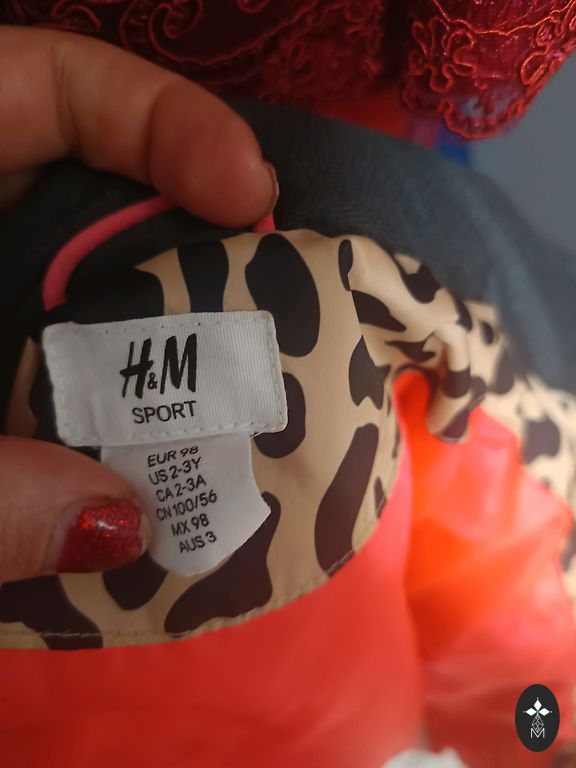 H&M
SPORT
EUR 98
US 2-3Y
CA 2-3A
CN 100/56
MX 98
AUS 3
M